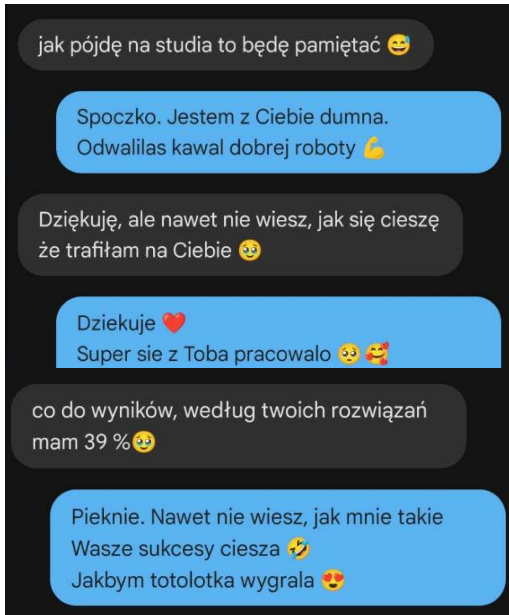 jak pójdę na studia to będę pamiętać 😅
Spoczko. Jestem z Ciebie dumna.
Odwalilas kawal dobrej roboty 💪
Dziękuję, ale nawet nie wiesz, jak się cieszę
że trafiłam na Ciebie 🥹
Dziekuje ❤️
Super sie z Toba pracowalo 🥺🥰
co do wyników, według twoich rozwiązań
mam 39 %🥹
Pieknie. Nawet nie wiesz, jak mnie takie
Wasze sukcesy ciesza 🤣
Jakbym totolotka wygrala 😍